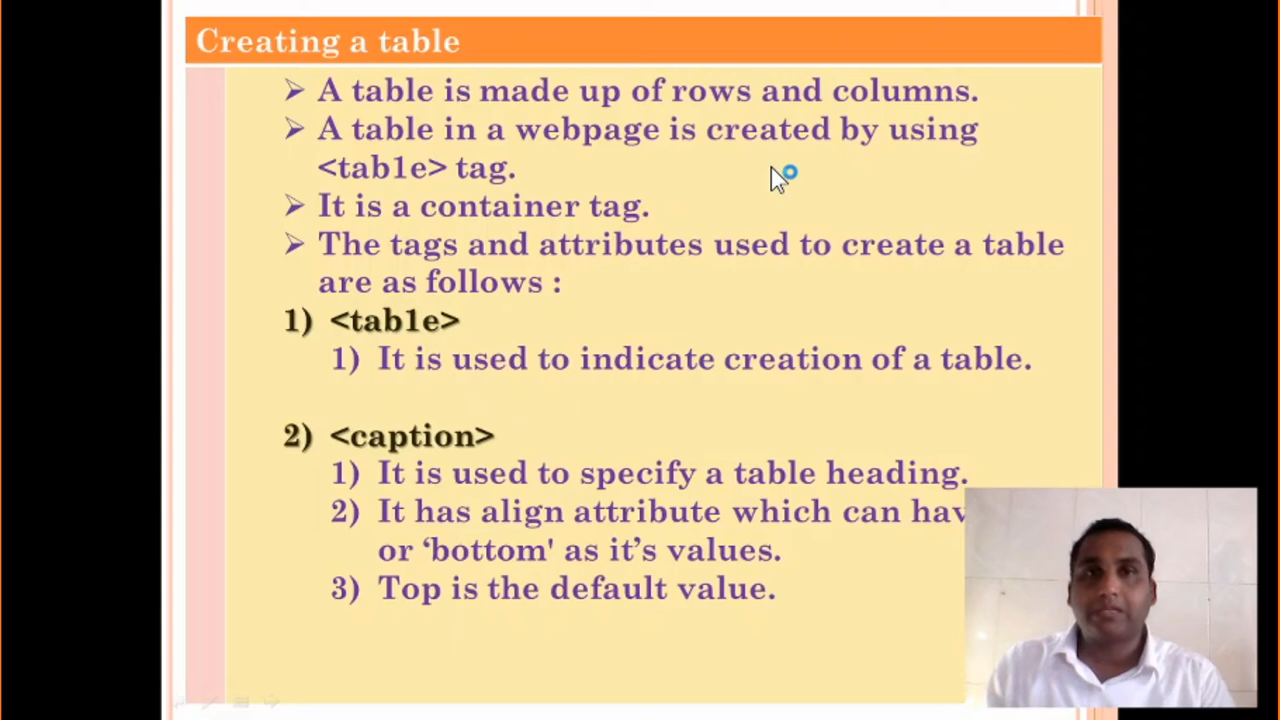 Creating a table
➢ A table is made up of rows and columns.
➢ A table in a webpage is created by using
<tab1e> tag.
➢ It is a container tag.
➢ The tags and attributes used to create a table
are as follows :
1) <tab1e>
1) It is used to indicate creation of a table.
2) <caption>
1) It is used to specify a table heading.
2) It has align attribute which can hav
or ‘bottom' as it’s values.
3) Top is the default value.